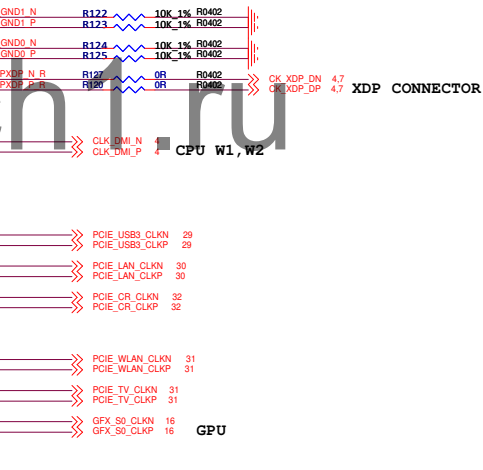 GND1_N R122 10K_1% R0402
GND1_P R123 10K_1% R0402
GND0_N R124 10K_1% R0402
GND0_P R125 10K_1% R0402
PXDP_N_R R127 0R R0402 CK_XDP_DN 4,7
PXDP_P_R R120 0R R0402 CK_XDP_DP 4,7 XDP CONNECTOR
ch1.ru
CLK_DMI_N 4
CLK_DMI_P 4 CPU W1,W2
PCIE_USB3_CLKN 29
PCIE_USB3_CLKP 29
PCIE_LAN_CLKN 30
PCIE_LAN_CLKP 30
PCIE_CR_CLKN 32
PCIE_CR_CLKP 32
PCIE_WLAN_CLKN 31
PCIE_WLAN_CLKP 31
PCIE_TV_CLKN 31
PCIE_TV_CLKP 31
GFX_S0_CLKN 16
GFX_S0_CLKP 16 GPU